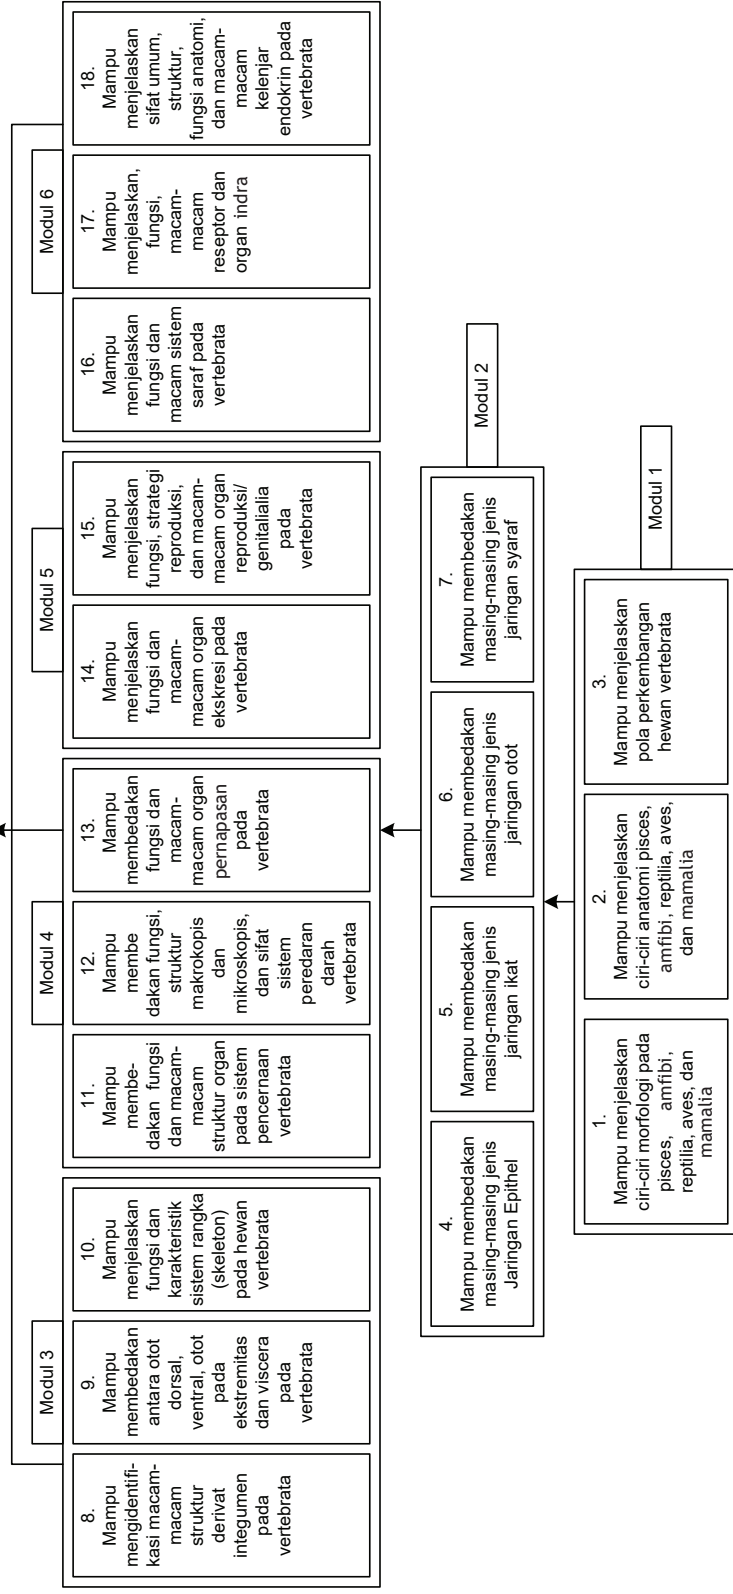 Modul 3
8.
Mampu
mengidentifi-
kasi macam-
macam
struktur
derivat
integumen
pada
vertebrata
9.
Mampu
membedakan
antara otot
dorsal,
ventral, otot
pada
ekstremitas
dan viscera
pada
vertebrata
10.
Mampu
menjelaskan
fungsi dan
karakteristik
sistem rangka
(skeleton)
pada hewan
vertebrata
Modul 4
11.
Mampu
membe-
dakan fungsi
dan macam-
macam
struktur organ
pada sistem
pencernaan
vertebrata
12.
Mampu
membe
dakan fungsi,
struktur
makrokopis
dan
mikroskopis,
dan sifat
sistem
peredaran
darah
vertebrata
13.
Mampu
membedakan
fungsi dan
macam-
macam organ
pernapasan
pada
vertebrata
Modul 5
14.
Mampu
menjelaskan
fungsi dan
macam-
macam organ
ekskresi pada
vertebrata
15.
Mampu
menjelaskan
fungsi, strategi
reproduksi,
dan macam-
macam organ
reproduksi/
genitalialia
pada
vertebrata
Modul 6
16.
Mampu
menjelaskan
fungsi dan
macam sistem
saraf pada
vertebrata
17.
Mampu
menjelaskan,
fungsi,
macam-
macam
reseptor dan
organ indra
18.
Mampu
menjelaskan
sifat umum,
struktur,
fungsi anatomi,
dan macam-
macam
kelenjar
endokrin pada
vertebrata
4.
Mampu membedakan
masing-masing jenis
Jaringan Epithel
5.
Mampu membedakan
masing-masing jenis
jaringan ikat
6.
Mampu membedakan
masing-masing jenis
jaringan otot
7.
Mampu membedakan
masing-masing jenis
jaringan syaraf
Modul 2
1.
Mampu menjelaskan
ciri-ciri morfologi pada
pisces, amfibi,
reptilia, aves, dan
mamalia
2.
Mampu menjelaskan
ciri-ciri anatomi pisces,
amfibi, reptilia, aves,
dan mamalia
3.
Mampu menjelaskan
pola perkembangan
hewan vertebrata
Modul 1